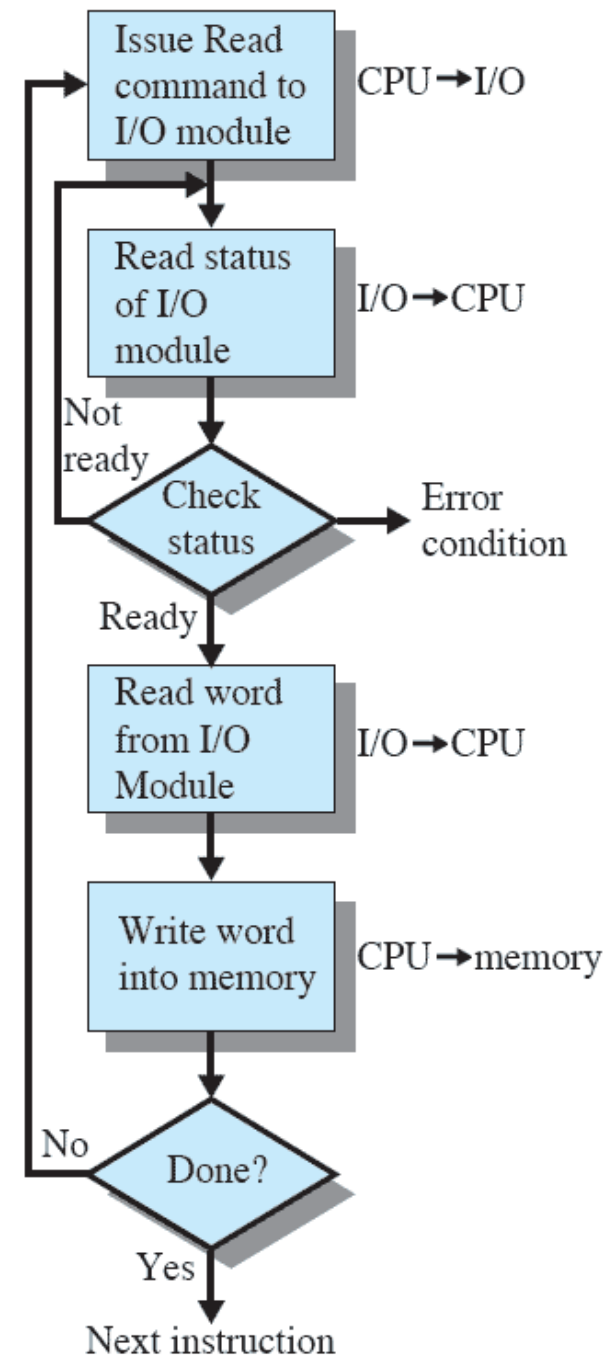 Issue Read
command to
I/O module
CPU→I/O
Read status
of I/O
module
I/O→CPU
Not
ready
Check
status
Error
condition
Ready
Read word
from I/O
Module
I/O→CPU
Write word
into memory
CPU→memory
No
Done?
Yes
Next instruction